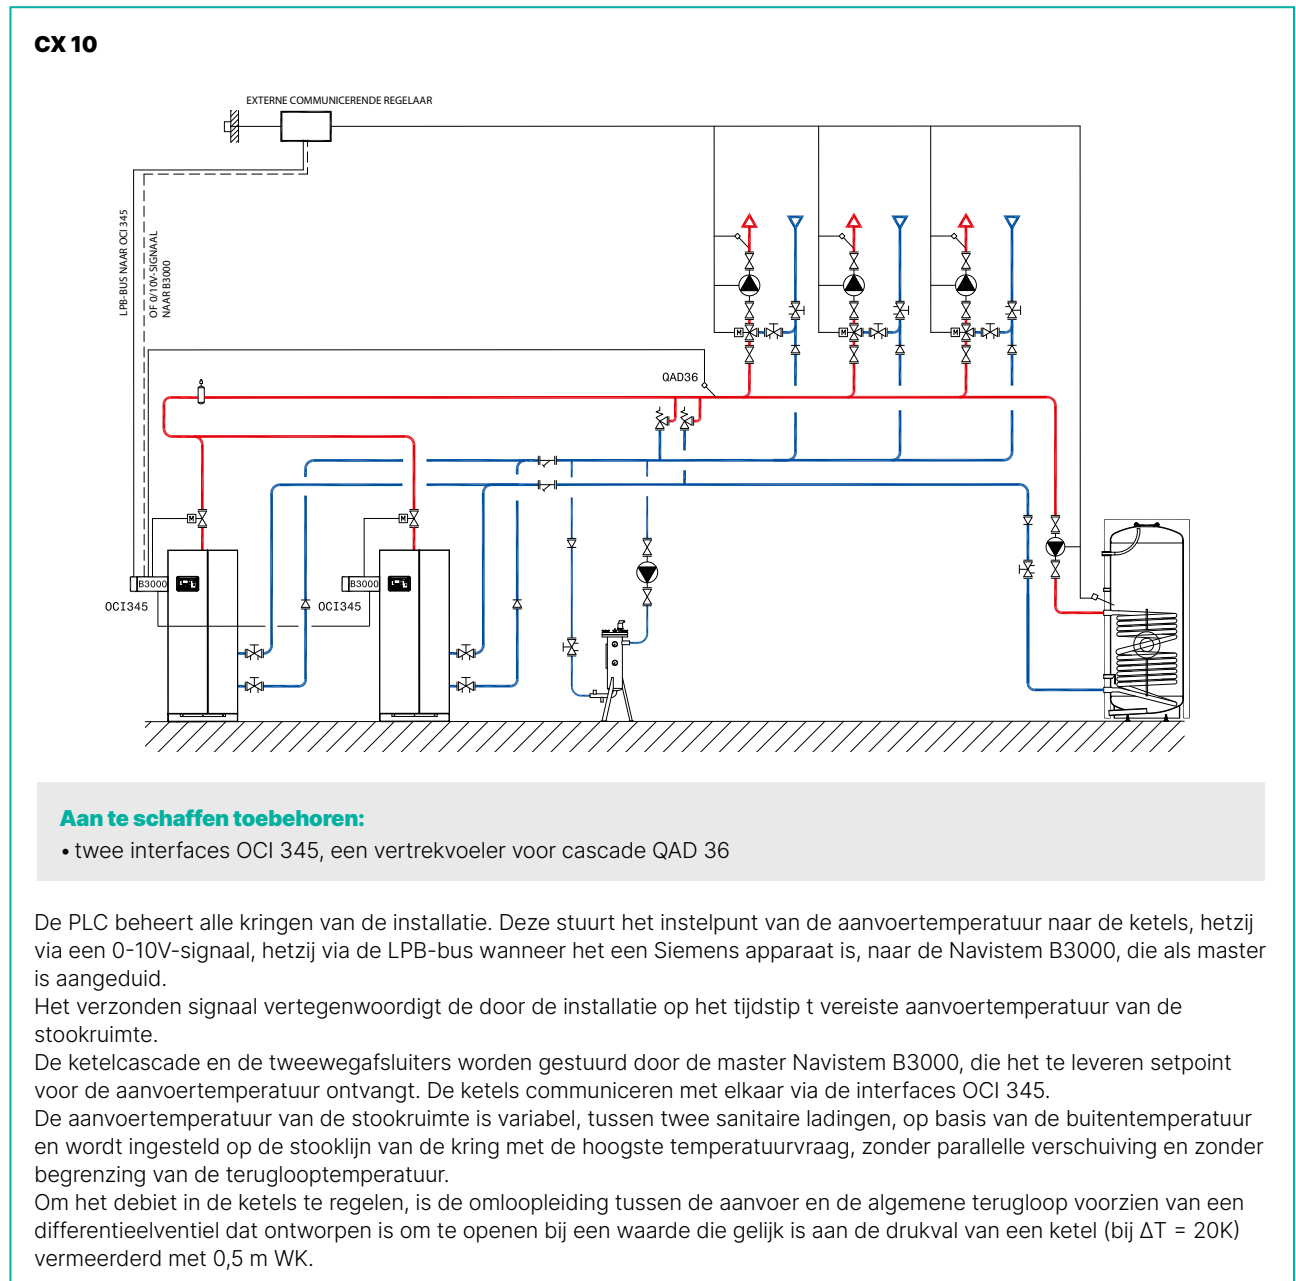 CX 10
EXTERNE COMMUNICERENDE REGELAAR
LPB-BUS NAAR OCI 345
OF 0/10V-SIGNAAL
NAAR B3000
QAD36
M
M
M
M
M
B3000
B3000
OCI345
OCI345
Aan te schaffen toebehoren:
• twee interfaces OCI 345, een vertrekvoeler voor cascade QAD 36
De PLC beheert alle kringen van de installatie. Deze stuurt het instelpunt van de aanvoertemperatuur naar de ketels, hetzij
via een 0-10V-signaal, hetzij via de LPB-bus wanneer het een Siemens apparaat is, naar de Navistem B3000, die als master
is aangeduid.
Het verzonden signaal vertegenwoordigt de door de installatie op het tijdstip t vereiste aanvoertemperatuur van de
stookruimte.
De ketelcascade en de tweewegafsluiters worden gestuurd door de master Navistem B3000, die het te leveren setpoint
voor de aanvoertemperatuur ontvangt. De ketels communiceren met elkaar via de interfaces OCI 345.
De aanvoertemperatuur van de stookruimte is variabel, tussen twee sanitaire ladingen, op basis van de buitentemperatuur
en wordt ingesteld op de stooklijn van de kring met de hoogste temperatuurvraag, zonder parallelle verschuiving en zonder
begrenzing van de teruglooptemperatuur.
Om het debiet in de ketels te regelen, is de omloopleiding tussen de aanvoer en de algemene terugloop voorzien van een
differentieelventiel dat ontworpen is om te openen bij een waarde die gelijk is aan de drukval van een ketel (bij ΔT = 20K)
vermeerderd met 0,5 m WK.